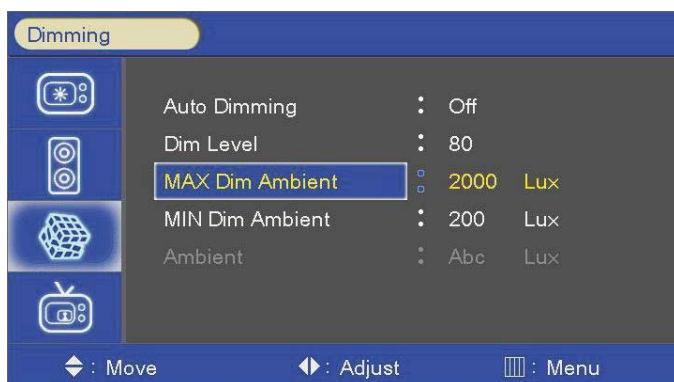 Dimming
Auto Dimming : Off
Dim Level : 80
MAX Dim Ambient : 2000 Lux
MIN Dim Ambient : 200 Lux
Ambient : Abc Lux
: Move : Adjust : Menu